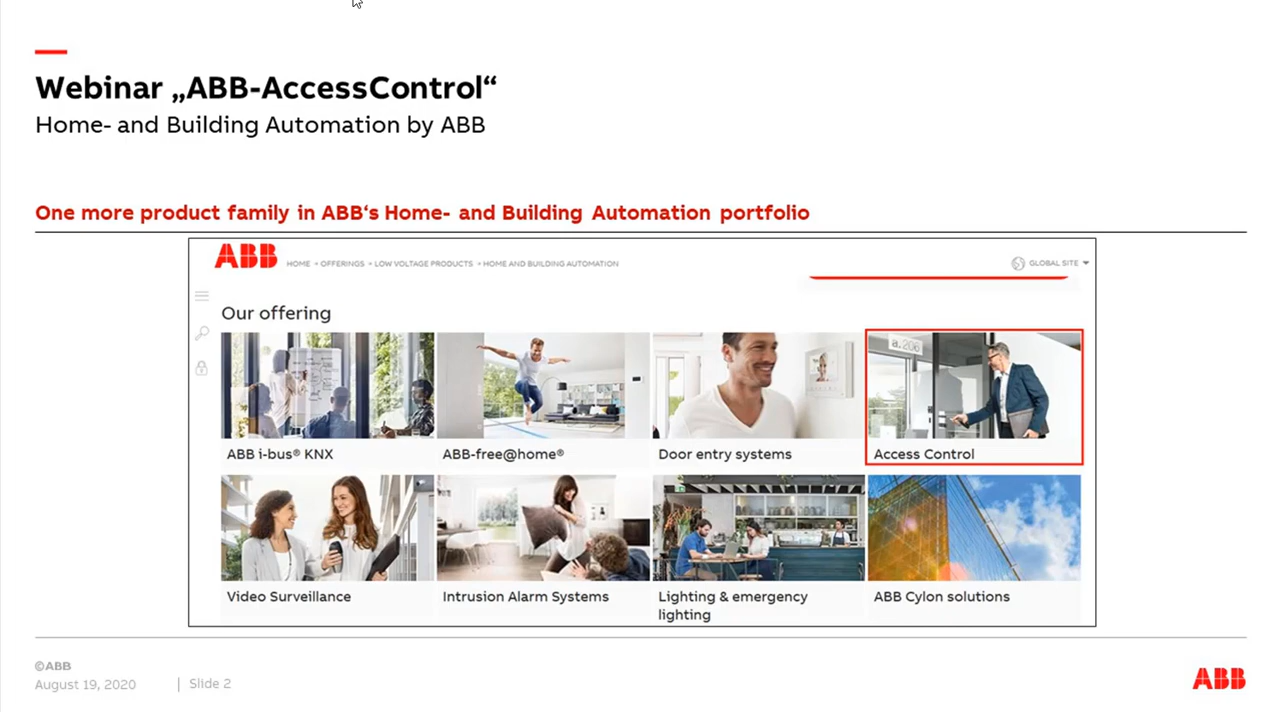 Webinar „ABB-AccessControl“
Home- and Building Automation by ABB
One more product family in ABB‘s Home- and Building Automation portfolio
ABB HOME → OFFERINGS → LOW VOLTAGE PRODUCTS → HOME AND BUILDING AUTOMATION GLOBAL SITE
Our offering
a.206
ABB i-bus® KNX
ABB-free@home®
Door entry systems
Access Control
Video Surveillance
Intrusion Alarm Systems
Lighting & emergency
lighting
ABB Cylon solutions
©ABB
August 19, 2020 | Slide 2
ABB